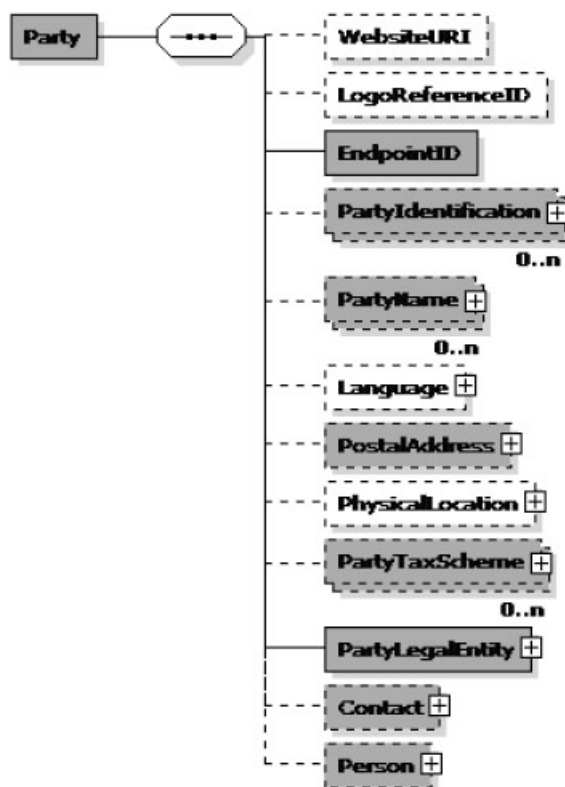 Party
WebsiteURI
LogoReferenceID
EndpointID
PartyIdentification
0..n
PartyName
0..n
Language
PostalAddress
PhysicalLocation
PartyTaxScheme
0..n
PartyLegalEntity
Contact
Person